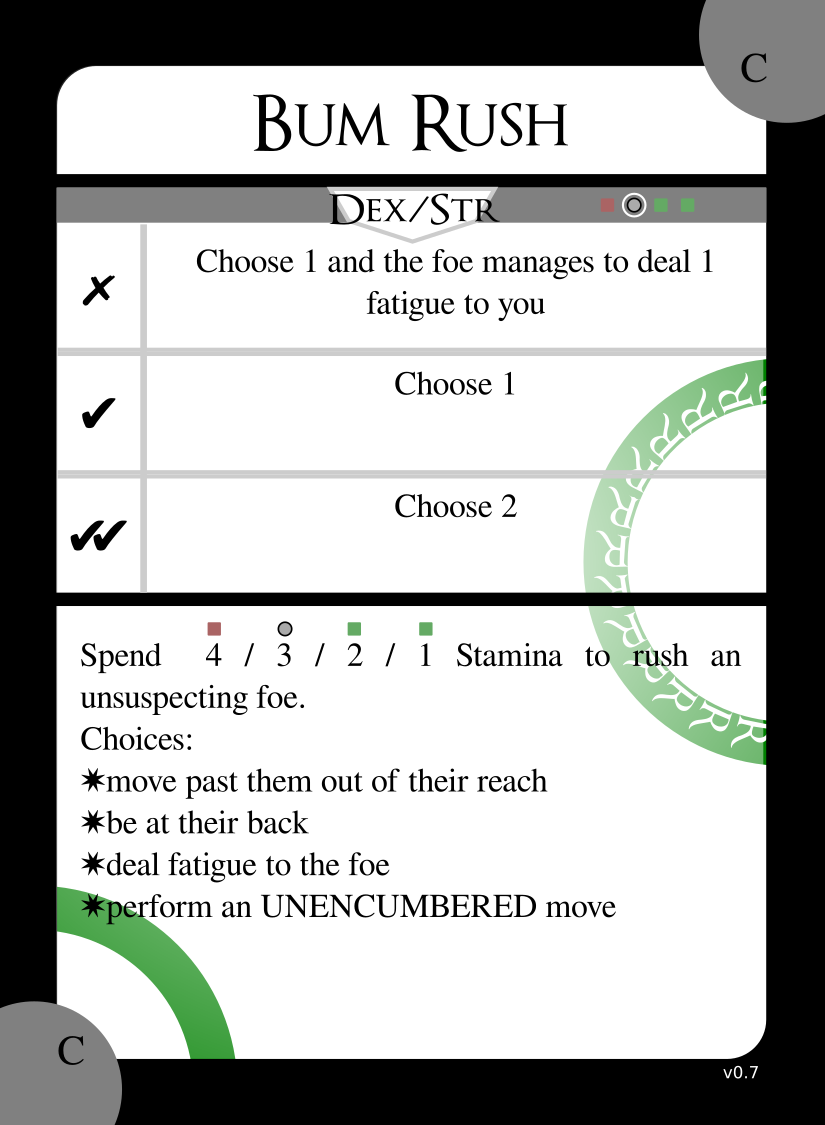 C
Bum Rush
Dex/Str
✗
Choose 1 and the foe manages to deal 1
fatigue to you
✔
Choose 1
✔✔
Choose 2
Spend 4 / 3 / 2 / 1 Stamina to rush an
unsuspecting foe.
Choices:
✷move past them out of their reach
✷be at their back
✷deal fatigue to the foe
✷perform an UNENCUMBERED move
R R R R R R R R R R R
C
v0.7